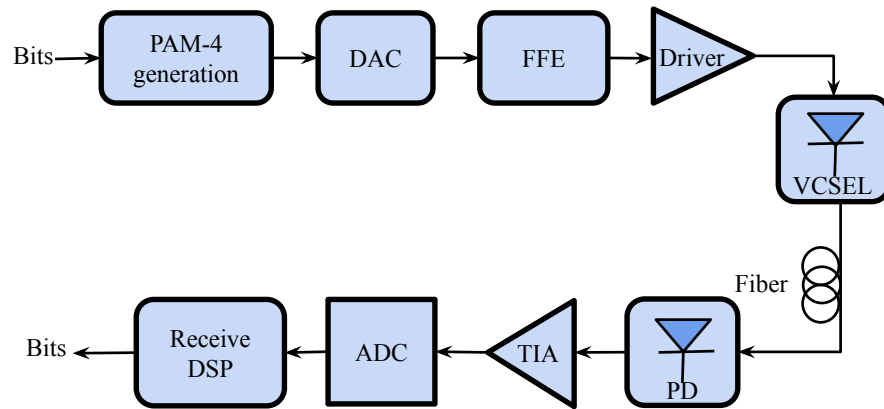 Bits
PAM-4
generation
DAC
FFE
Driver
VCSEL
Fiber
PD
TIA
ADC
Receive
DSP
Bits